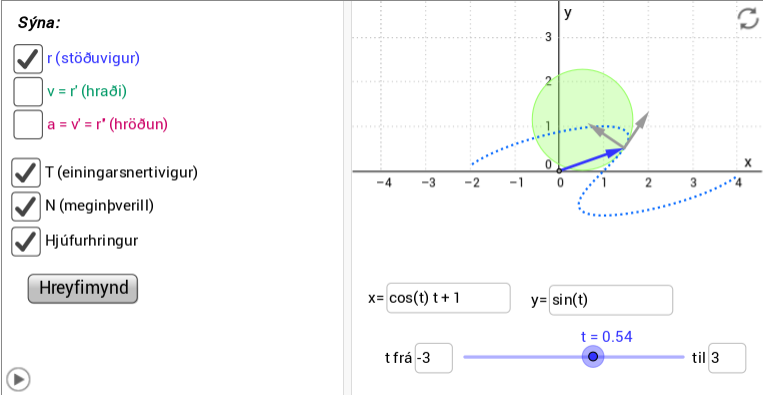 Sýna:
r (stöðuvigur)
v = r' (hraði)
a = v' = r'' (hröðun)
T (einingarsnertivigur)
N (meginþverill)
Hjúfurhringur
Hreyfimynd
y
3
2
1
0
x
−4 −3 −2 −1 0 1 2 3 4
x= cos(t) t + 1 y= sin(t)
t = 0.54
t frá -3 til 3